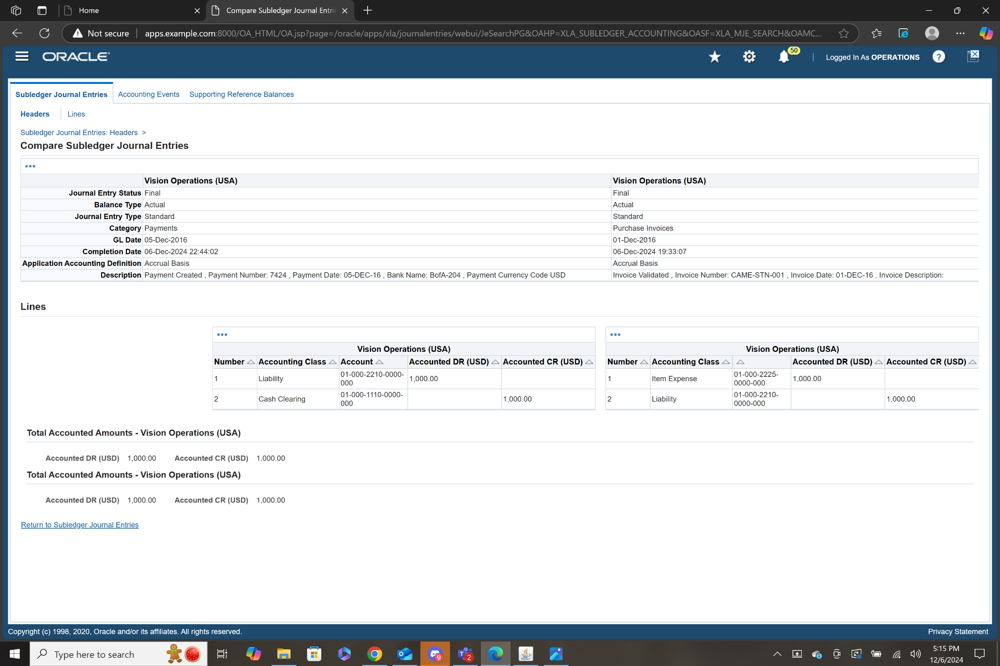 Home
Compare Subledger Journal Entri
Not secure
apps.example.com:8000/OA_HTML/OA.jsp?page=/oracle/apps/xla/journalentries/webui/JeSearchPG&OAHP=XLA_SUBLEDGER_ACCOUNTING&OASF=XLA_MJE_SEARCH&OAMC...
ORACLE
50
Logged In As OPERATIONS
?
Subledger Journal Entries Accounting Events Supporting Reference Balances
Headers Lines
Subledger Journal Entries: Headers >
Compare Subledger Journal Entries
Vision Operations (USA) Vision Operations (USA)
Journal Entry Status Final Final
Balance Type Actual Actual
Journal Entry Type Standard Standard
Category Payments Purchase Invoices
GL Date 05-Dec-2016 01-Dec-2016
Completion Date 06-Dec-2024 22:44:02 06-Dec-2024 19:33:07
Application Accounting Definition Accrual Basis Accrual Basis
Description Payment Created , Payment Number: 7424 , Payment Date: 05-DEC-16 , Bank Name: BofA-204 , Payment Currency Code USD Invoice Validated , Invoice Number: CAME-STN-001 , Invoice Date: 01-DEC-16 , Invoice Description:
Lines
Vision Operations (USA)
Number Accounting Class Account Accounted DR (USD) Accounted CR (USD)
1 Liability 01-000-2210-0000-000 1,000.00
2 Cash Clearing 01-000-1110-0000-000 1,000.00
Vision Operations (USA)
Number Accounting Class Accounted DR (USD) Accounted CR (USD)
1 Item Expense 01-000-2225-0000-000 1,000.00
2 Liability 01-000-2210-0000-000 1,000.00
Total Accounted Amounts - Vision Operations (USA)
Accounted DR (USD) 1,000.00 Accounted CR (USD) 1,000.00
Total Accounted Amounts - Vision Operations (USA)
Accounted DR (USD) 1,000.00 Accounted CR (USD) 1,000.00
Return to Subledger Journal Entries
Copyright (c) 1998, 2020, Oracle and/or its affiliates. All rights reserved.
Privacy Statement
Type here to search
9
2
5:15 PM
12/6/2024